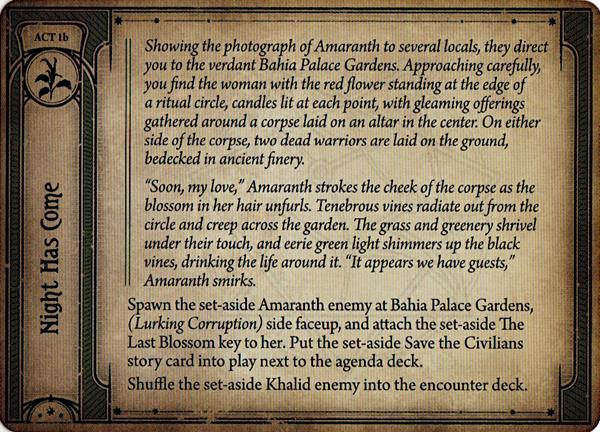 ACT 1b
Night Has Come
Showing the photograph of Amaranth to several locals, they direct
you to the verdant Bahia Palace Gardens. Approaching carefully,
you find the woman with the red flower standing at the edge of
a ritual circle, candles lit at each point, with gleaming offerings
gathered around a corpse laid on an altar in the center. On either
side of the corpse, two dead warriors are laid on the ground,
bedecked in ancient finery.
“Soon, my love,” Amaranth strokes the cheek of the corpse as the
blossom in her hair unfurls. Tenebrous vines radiate out from the
circle and creep across the garden. The grass and greenery shrivel
under their touch, and eerie green light shimmers up the black
vines, drinking the life around it. “It appears we have guests,”
Amaranth smirks.
Spawn the set-aside Amaranth enemy at Bahia Palace Gardens,
(Lurking Corruption) side faceup, and attach the set-aside The
Last Blossom key to her. Put the set-aside Save the Civilians
story card into play next to the agenda deck.
Shuffle the set-aside Khalid enemy into the encounter deck.